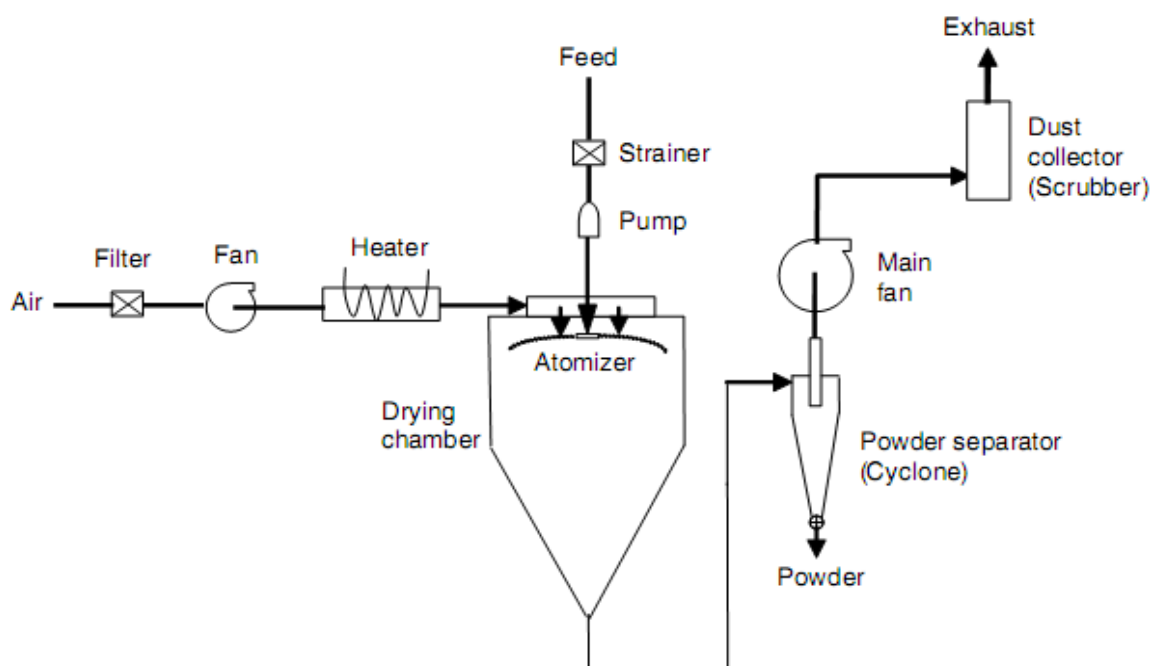 Exhaust
Feed
Dust
collector
(Scrubber)
Strainer
Pump
Filter
Fan
Heater
Main
fan
Air
Atomizer
Drying
chamber
Powder separator
(Cyclone)
Powder